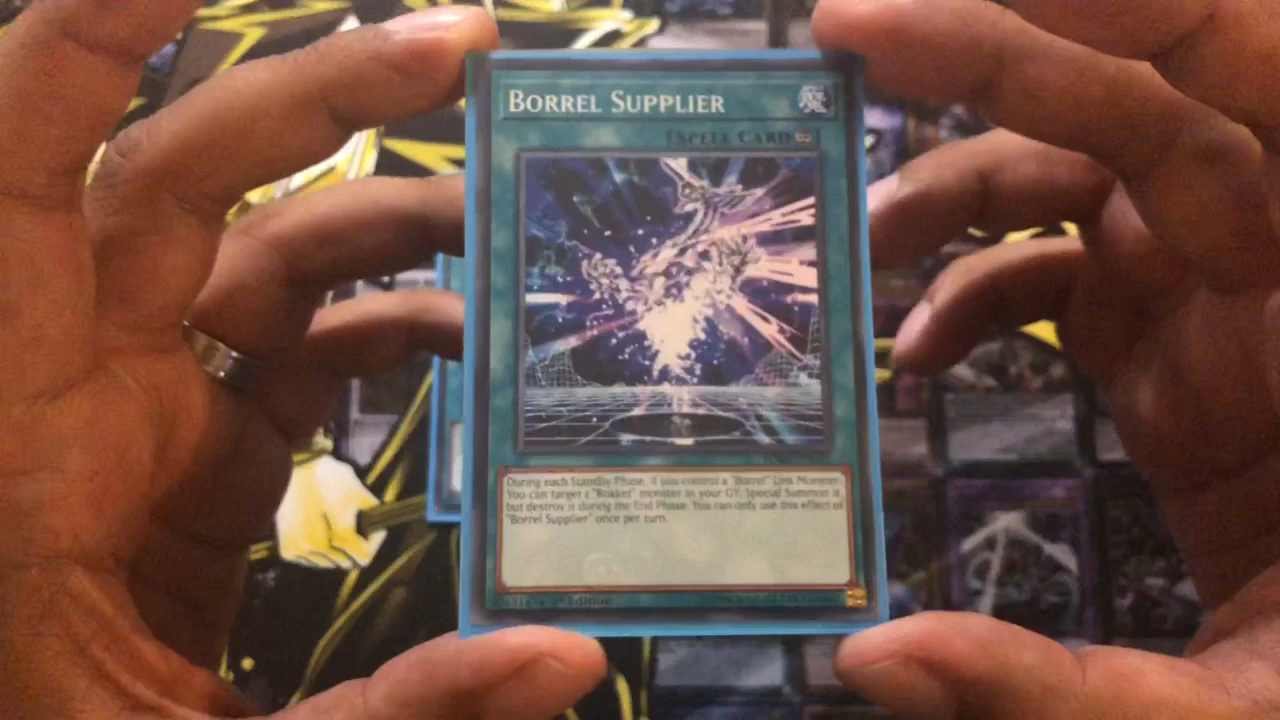 BORREL SUPPLIER
[SPELL CARD
During each Standby Phase, if you control a "Borrel" Link Monster:
You can target 1 "Rokket" monster in your GY; Special Summon it,
but destroy it during the End Phase. You can only use this effect of
"Borrel Supplier" once per turn.
Edition